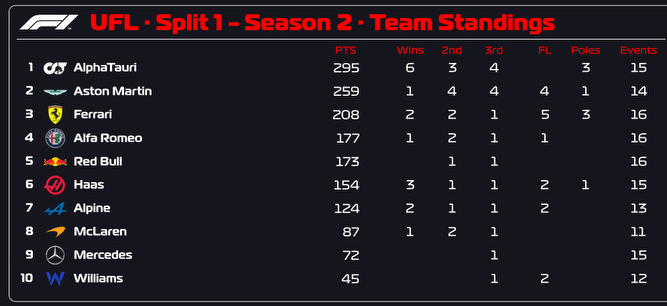 F1 UFL · Split 1 - Season 2 · Team Standings
PTS Wins 2nd 3rd FL Poles Events
1 AlphaTauri 295 6 3 4 3 15
2 Aston Martin 259 1 4 4 4 1 14
3 Ferrari 208 2 2 1 5 3 16
4 Alfa Romeo 177 1 2 1 1 16
5 Red Bull 173 1 1 16
6 Haas 154 3 1 1 2 1 15
7 Alpine 124 2 1 1 2 13
8 McLaren 87 1 2 11
9 Mercedes 72 1 15
10 Williams 45 1 2 12